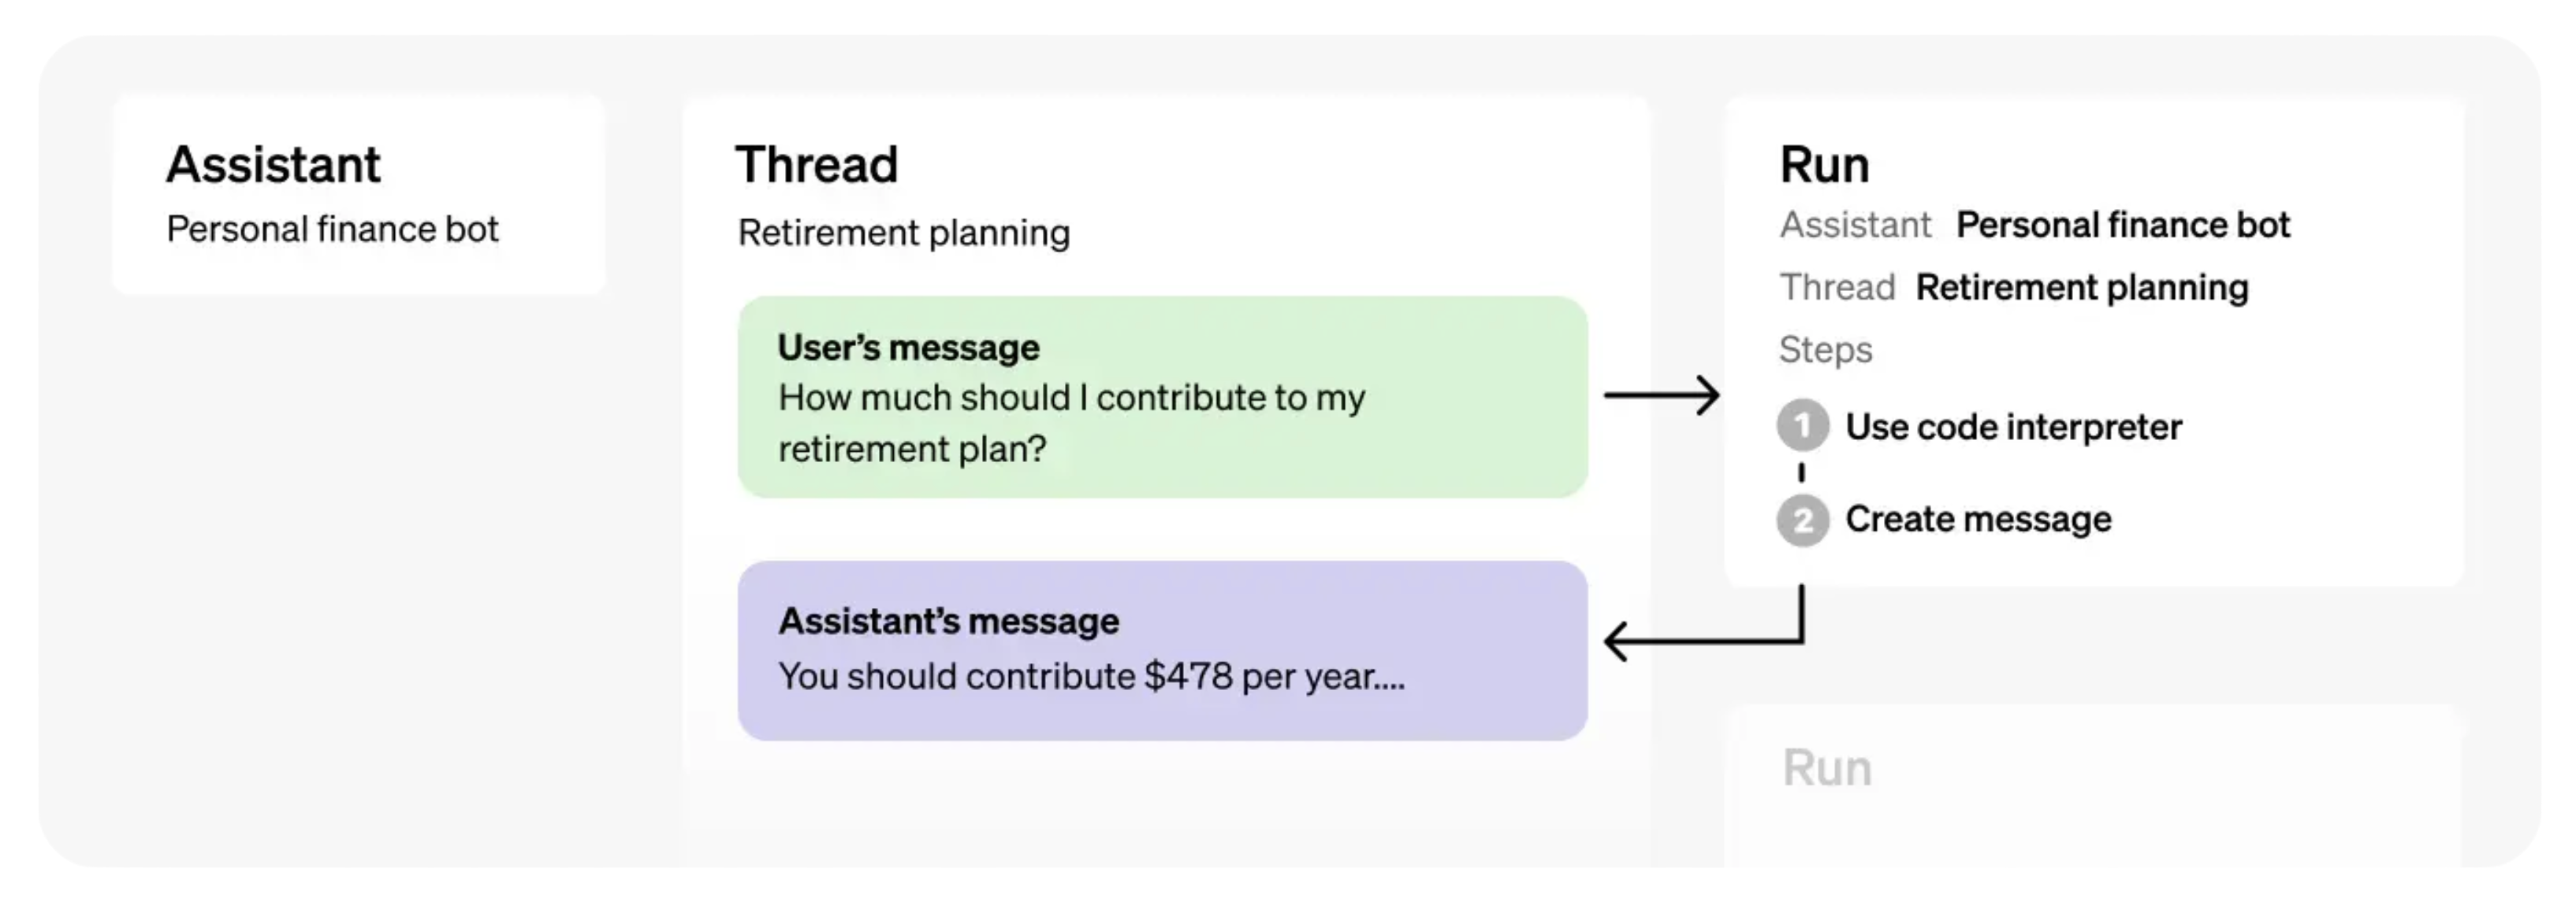 Assistant
Personal finance bot
Thread
Retirement planning
User’s message
How much should I contribute to my
retirement plan?
Assistant’s message
You should contribute $478 per year....
Run
Assistant Personal finance bot
Thread Retirement planning
Steps
1 Use code interpreter
2 Create message
Run